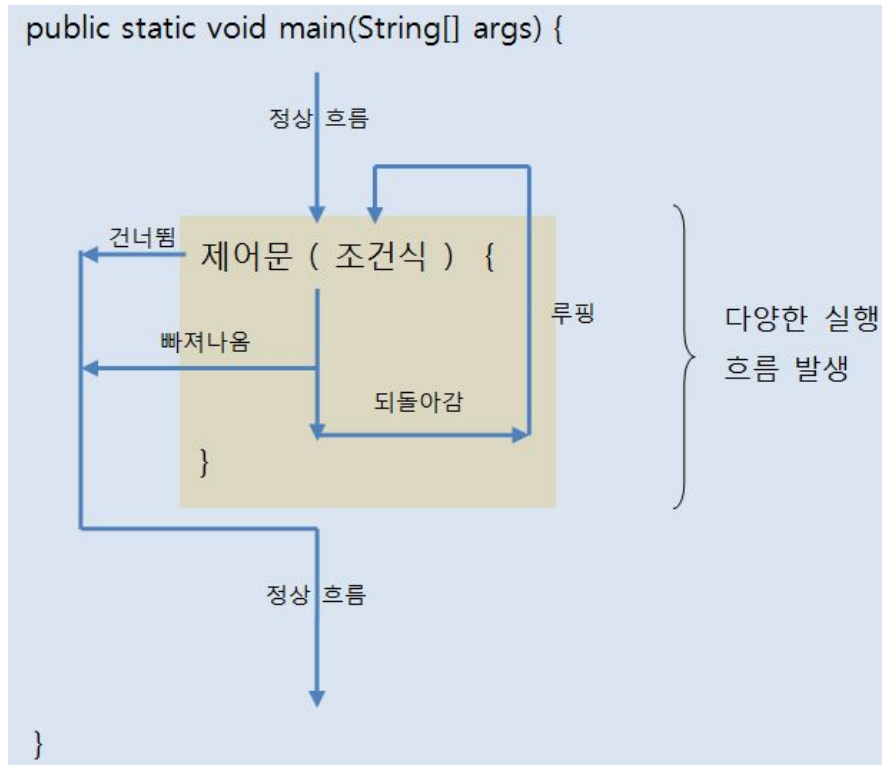 public static void main(String[] args) {
정상 흐름
건너뜀
제어문 ( 조건식 ) {
루핑
다양한 실행
흐름 발생
빠져나옴
되돌아감
}
정상 흐름
}